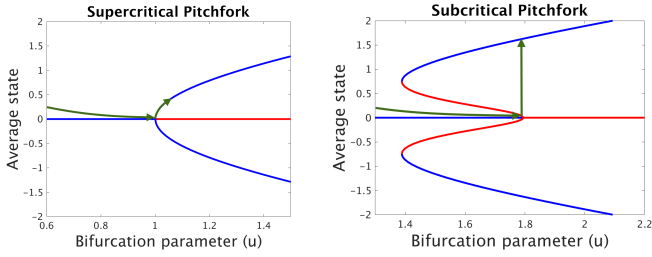 Supercritical Pitchfork
2
1.5
1
0.5
0
-0.5
-1
-1.5
-2
0.6 0.8 1 1.2 1.4
Average state
Bifurcation parameter (u)
Subcritical Pitchfork
2
1.5
1
0.5
0
-0.5
-1
-1.5
-2
1.4 1.6 1.8 2 2.2
Average state
Bifurcation parameter (u)